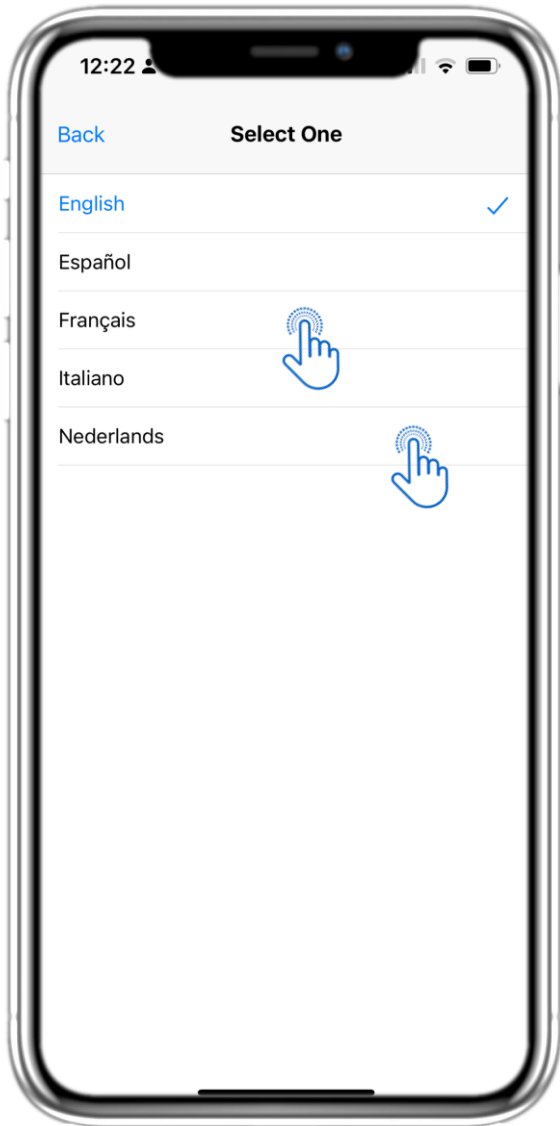 12:22
Back
Select One
English
Español
Français
Italiano
Nederlands